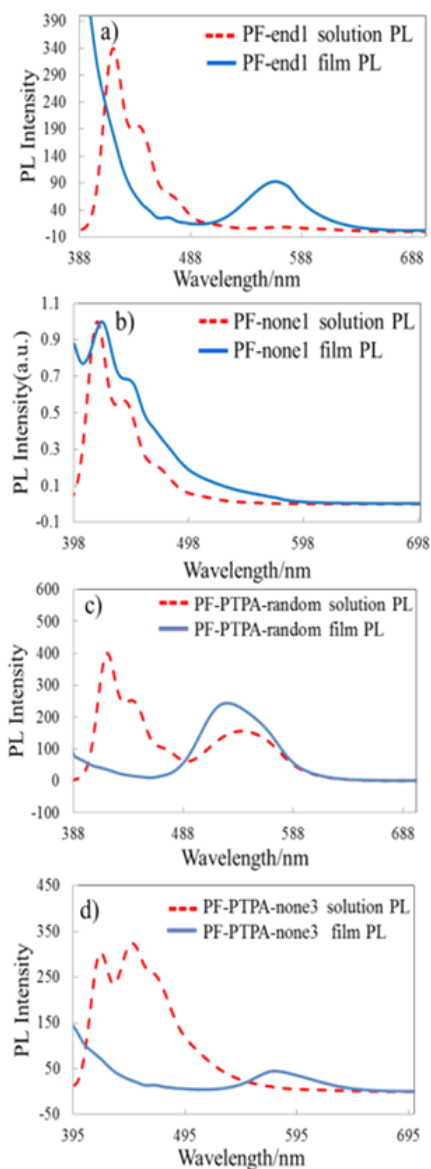 a)
PF-end1 solution PL
PF-end1 film PL
390
340
290
240
190
140
90
40
-10
PL Intensity
388 488 588 688
Wavelength/nm
b)
PF-none1 solution PL
PF-none1 film PL
1.1
0.9
0.7
0.5
0.3
0.1
-0.1
PL Intensity(a.u.)
398 498 598 698
Wavelength/nm
c)
PF-PTPA-random solution PL
PF-PTPA-random film PL
600
500
400
300
200
100
0
-100
PL Intensity
388 488 588 688
Wavelength/nm
d)
PF-PTPA-none3 solution PL
PF-PTPA-none3 film PL
450
350
250
150
50
-50
PL Intensity
395 495 595 695
Wavelength/nm